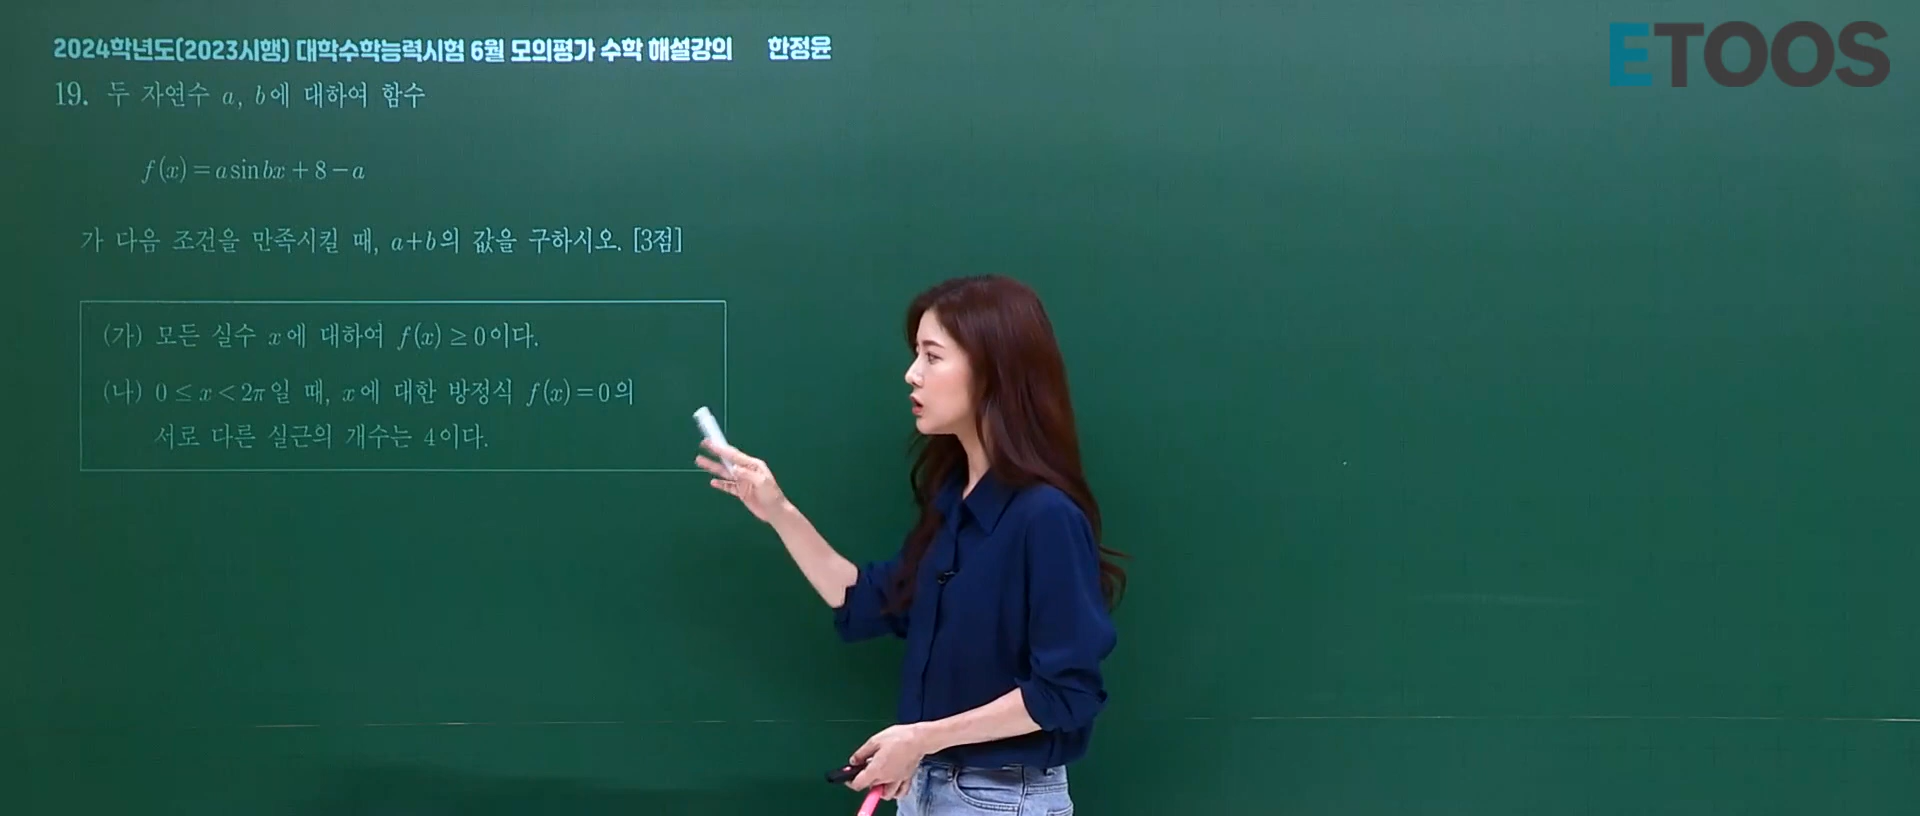 2024학년도(2023시행) 대학수학능력시험 6월 모의평가 수학 해설강의 한정윤
ETOOS
19. 두 자연수 a, b에 대하여 함수
f(x)=asinbx+8-a
가 다음 조건을 만족시킬 때, a+b의 값을 구하시오. [3점]
(가) 모든 실수 x에 대하여 f(x)≥0이다.
(나) 0≤x<2π일 때, x에 대한 방정식 f(x)=0의
서로 다른 실근의 개수는 4이다.